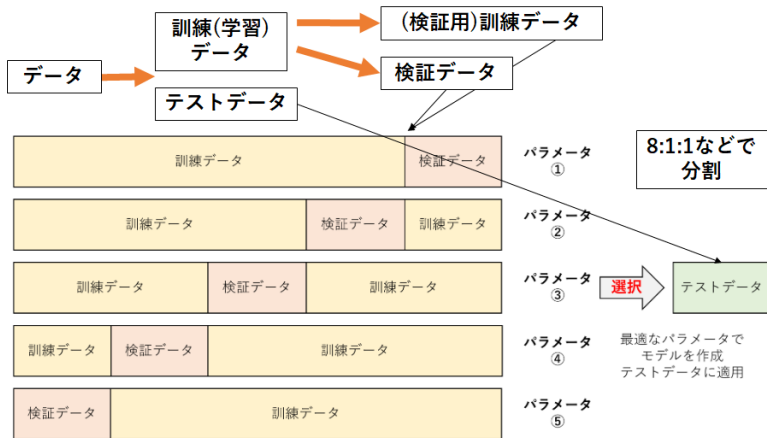 訓練(学習)
データ
(検証用)訓練データ
データ
検証データ
テストデータ
8:1:1などで
分割
訓練データ
検証データ
パラメータ
①
訓練データ
検証データ
訓練データ
パラメータ
②
訓練データ
検証データ
訓練データ
パラメータ
③
選択
テストデータ
訓練データ
検証データ
訓練データ
パラメータ
④
最適なパラメータで
モデルを作成
テストデータに適用
検証データ
訓練データ
パラメータ
⑤